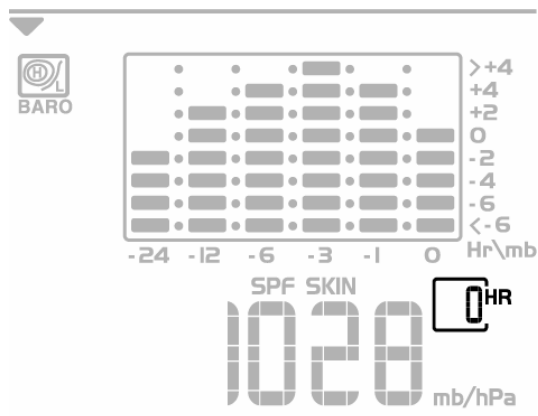 H/L
BARO
>+4
+4
+2
0
-2
-4
-6
<-6
-24 -12 -6 -3 -1 0 Hr\mb
SPF SKIN
0HR
1028 mb/hPa